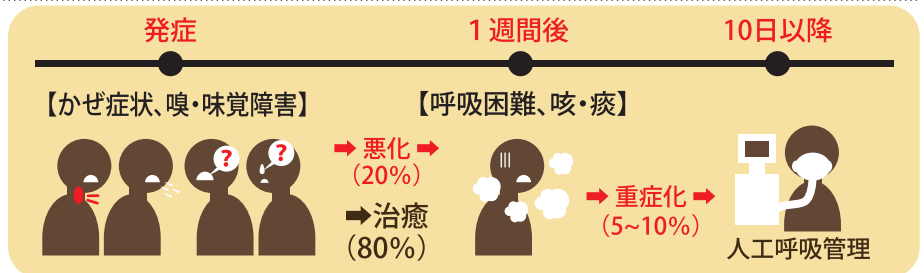 発症
1週間後
10日以降
【かぜ症状、嗅・味覚障害】
【呼吸困難、咳・痰】
?
?
➡悪化➡
(20%)
➡治癒
(80%)
➡重症化➡
(5~10%)
人工呼吸管理